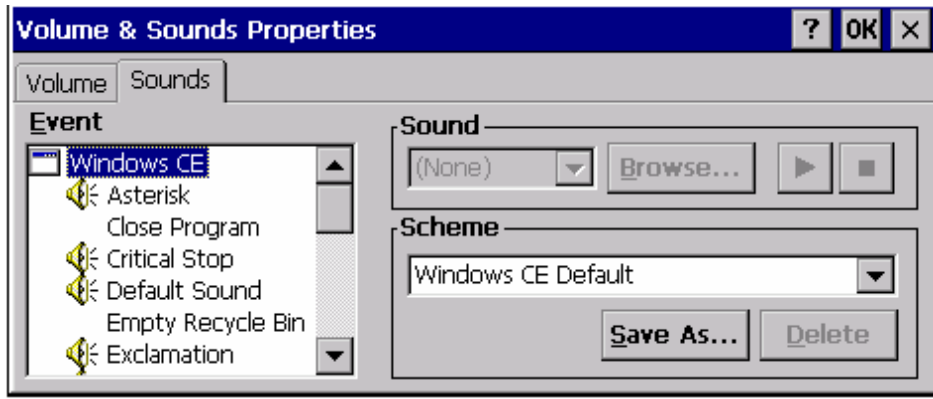 Volume & Sounds Properties ? OK ×
Volume Sounds
Event
Windows CE
Asterisk
Close Program
Critical Stop
Default Sound
Empty Recycle Bin
Exclamation
Sound
(None) Browse...
Scheme
Windows CE Default
Save As... Delete